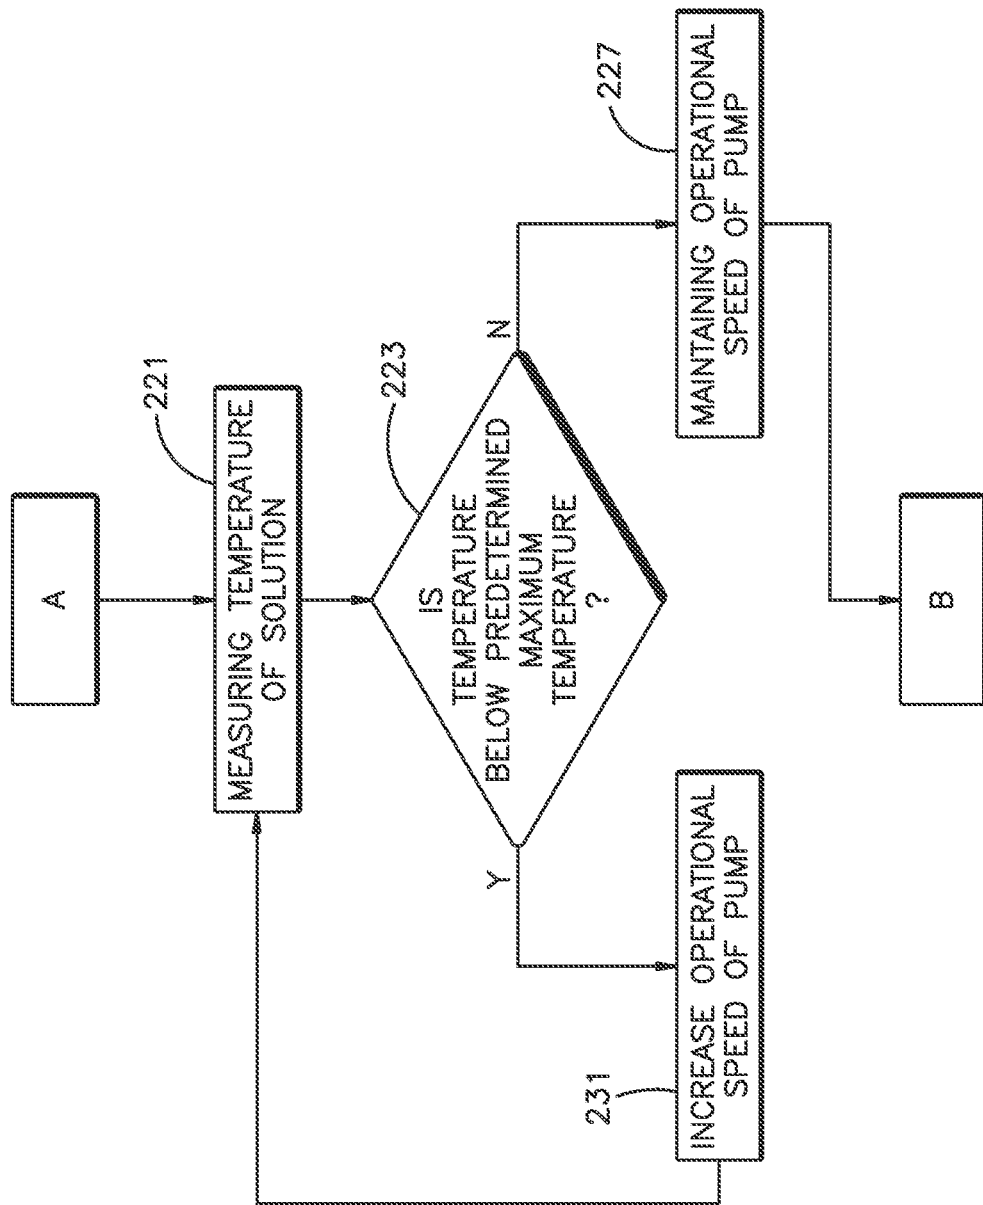 A
221
MEASURING TEMPERATURE
OF SOLUTION
223
IS
TEMPERATURE
BELOW PREDETERMINED
MAXIMUM
TEMPERATURE
?
Y
N
231
INCREASE OPERATIONAL
SPEED OF PUMP
227
MAINTAINING OPERATIONAL
SPEED OF PUMP
B